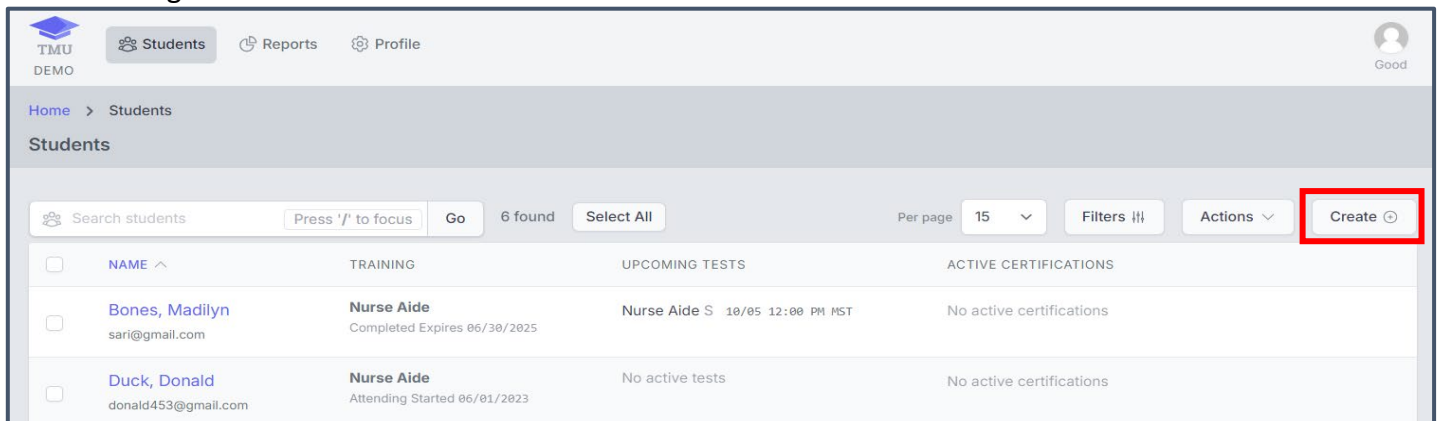 TMU
DEMO
Students
Reports
Profile
Good
Home > Students
Students
Search students Press '/' to focus Go 6 found Select All Per page 15 Filters Actions Create
NAME TRAINING UPCOMING TESTS ACTIVE CERTIFICATIONS
Bones, Madilyn Nurse Aide Nurse Aide S 10/05 12:00 PM MST No active certifications
sari@gmail.com Completed Expires 06/30/2025
Duck, Donald Nurse Aide No active tests No active certifications
donald453@gmail.com Attending Started 06/01/2023